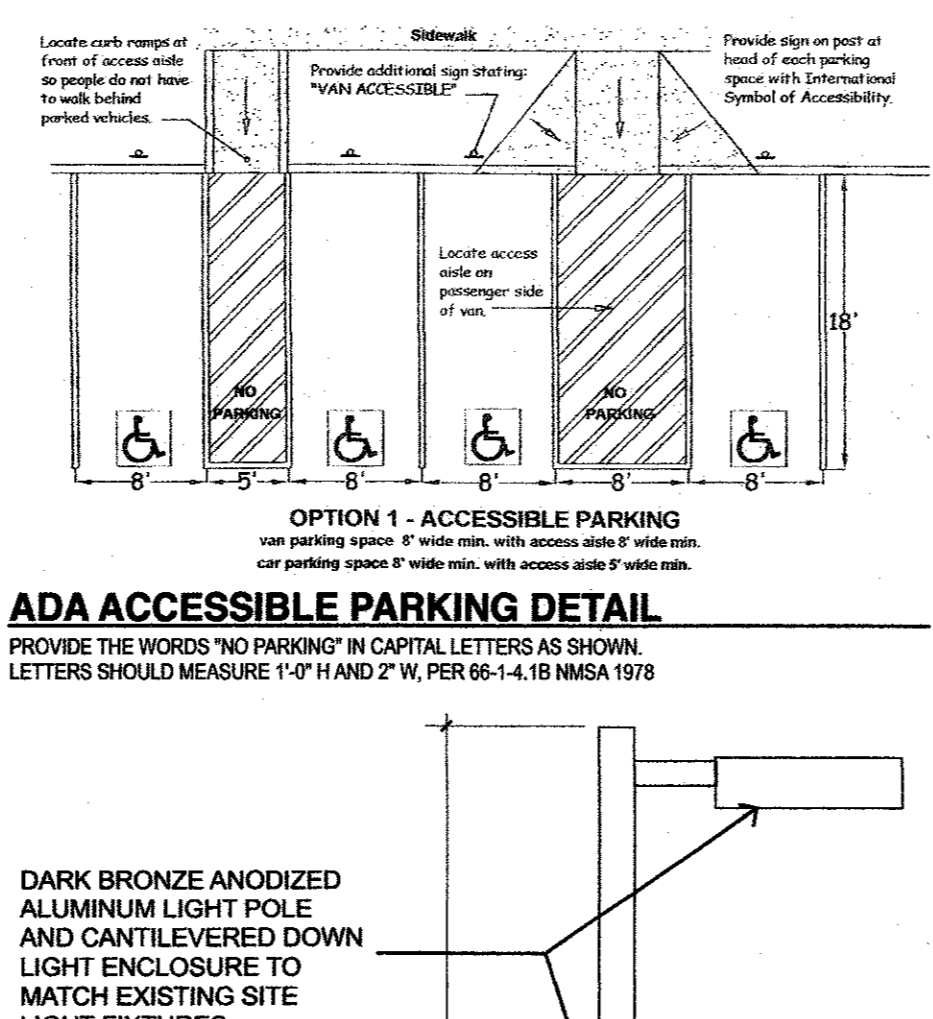 Sidewalk
Locate curb ramps at
front of access aisle
so people do not have
to walk behind
parked vehicles.
Provide additional sign stating:
"VAN ACCESSIBLE"
Provide sign on post at
head of each parking
space with International
Symbol of Accessibility.
Locate access
aisle on
passenger side
of van.
18'
NO
PARKING
NO
PARKING
8'
5'
8'
8'
8'
8'
OPTION 1 - ACCESSIBLE PARKING
van parking space 8' wide min. with access aisle 8' wide min.
car parking space 8' wide min. with access aisle 5' wide min.
ADA ACCESSIBLE PARKING DETAIL
PROVIDE THE WORDS "NO PARKING" IN CAPITAL LETTERS AS SHOWN.
LETTERS SHOULD MEASURE 1'-0" H AND 2" W, PER 66-1-4.1B NMSA 1978
DARK BRONZE ANODIZED
ALUMINUM LIGHT POLE
AND CANTILEVERED DOWN
LIGHT ENCLOSURE TO
MATCH EXISTING SITE
LIGHT FIXTURES